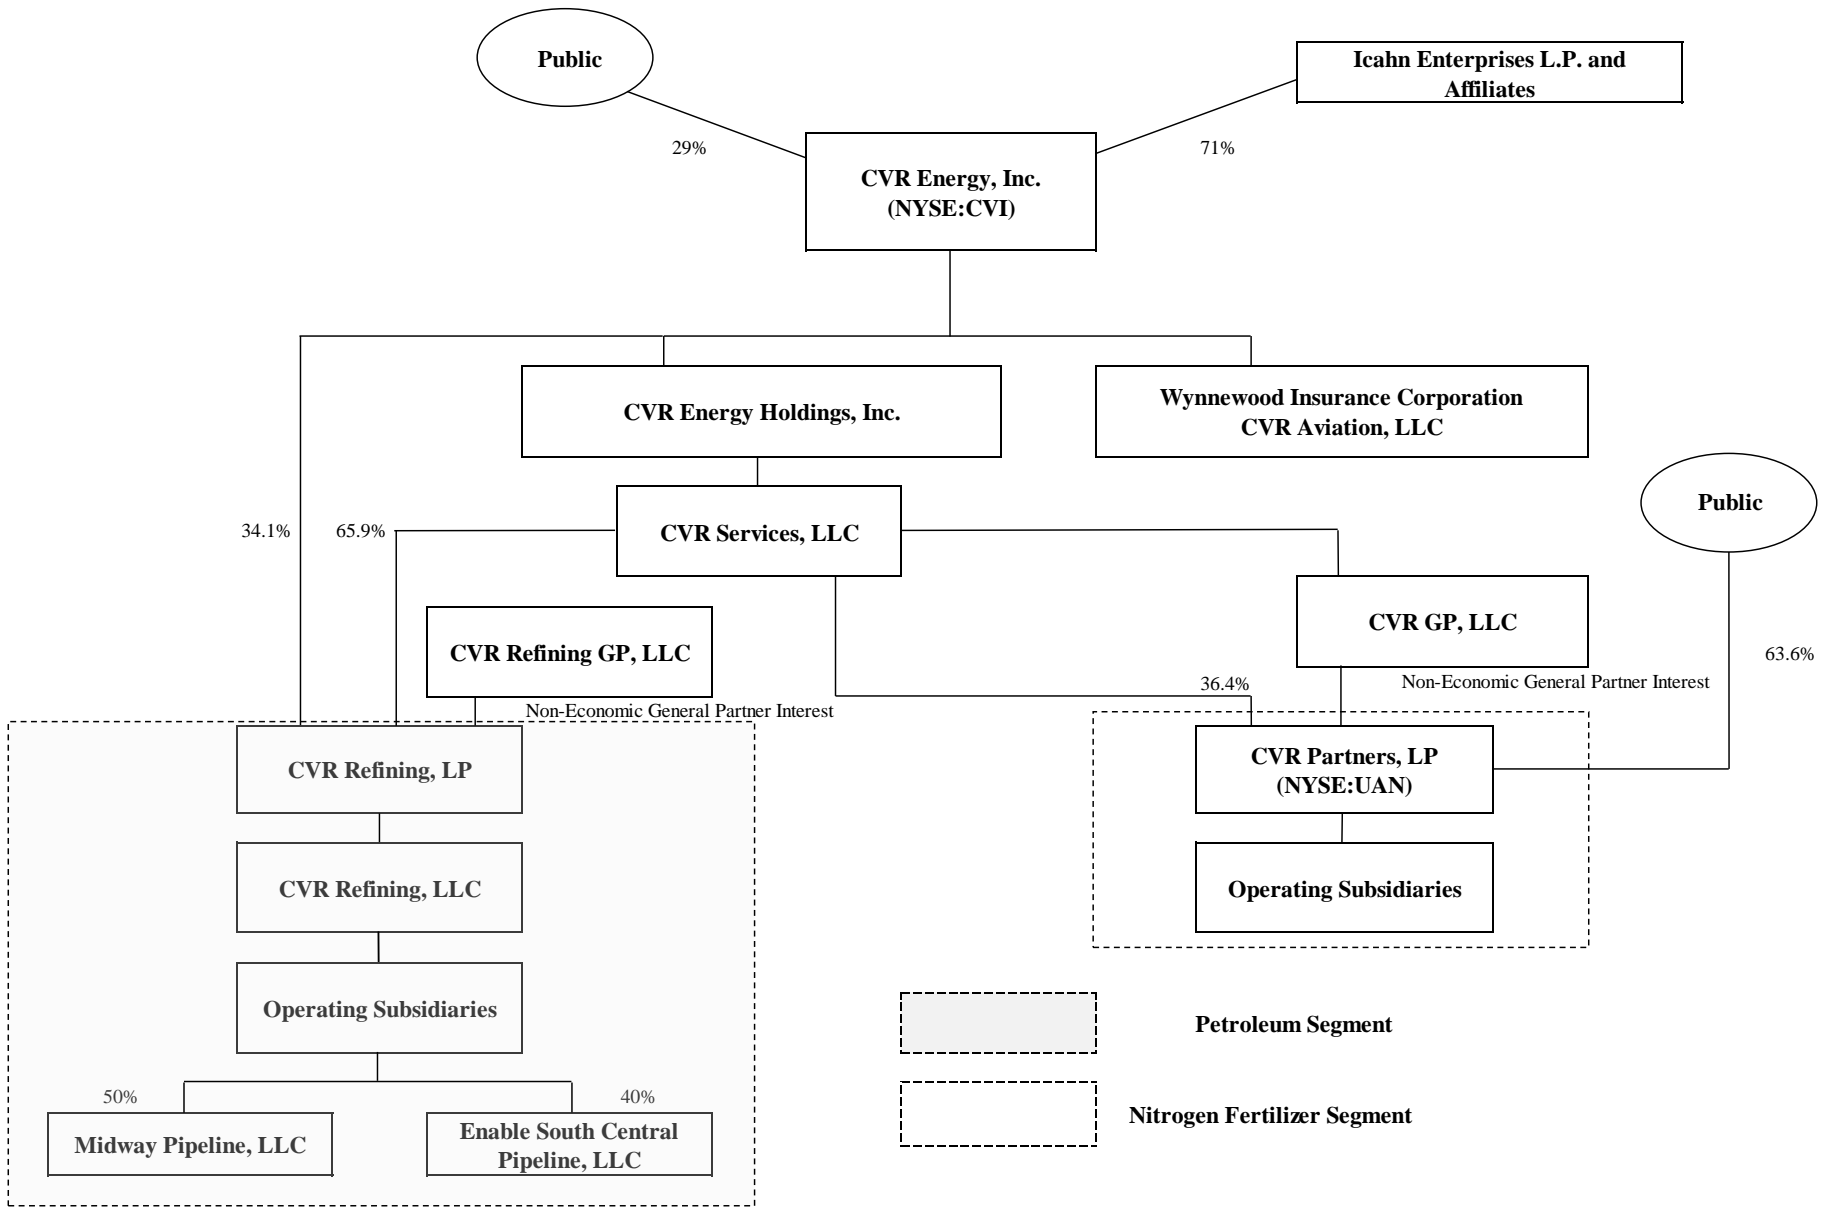 Public
Icahn Enterprises L.P. and
Affiliates
29%
71%
CVR Energy, Inc.
(NYSE:CVI)
CVR Energy Holdings, Inc.
Wynnewood Insurance Corporation
CVR Aviation, LLC
Public
34.1%
65.9%
CVR Services, LLC
CVR GP, LLC
CVR Refining GP, LLC
63.6%
36.4%
Non-Economic General Partner Interest
Non-Economic General Partner Interest
CVR Refining, LP
CVR Partners, LP
(NYSE:UAN)
CVR Refining, LLC
Operating Subsidiaries
Operating Subsidiaries
Petroleum Segment
50%
40%
Nitrogen Fertilizer Segment
Midway Pipeline, LLC
Enable South Central
Pipeline, LLC